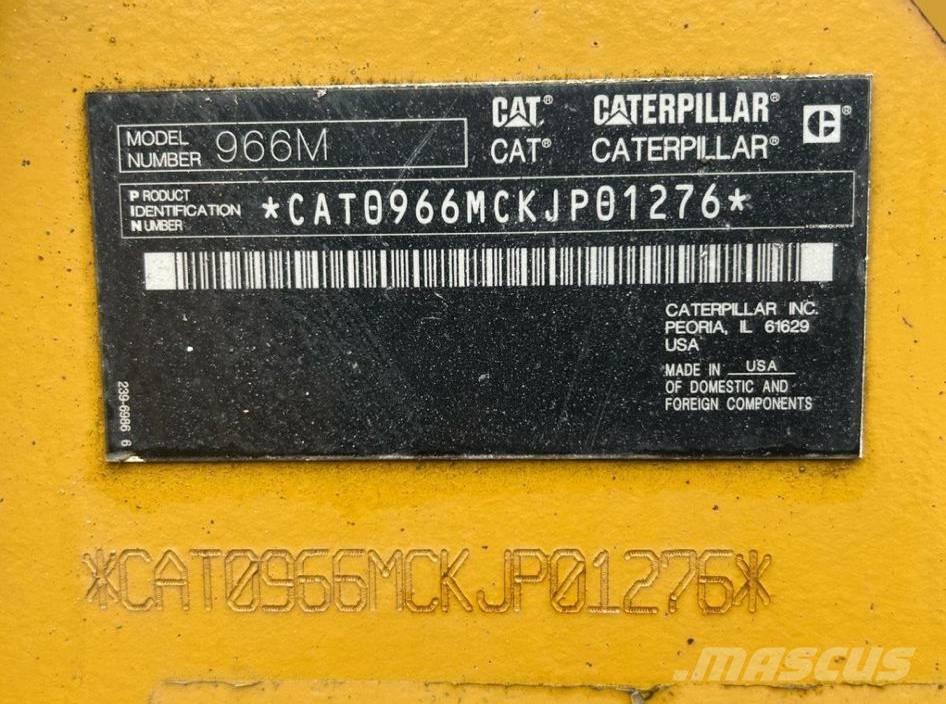 CAT® CATERPILLAR® C®
CAT® CATERPILLAR®
MODEL
NUMBER 966M
PRODUCT
IDENTIFICATION
NUMBER *CAT0966MCKJP01276*
CATERPILLAR INC.
PEORIA, IL 61629
USA
MADE IN USA
OF DOMESTIC AND
FOREIGN COMPONENTS
239-6986 6
*CAT0966MCKJP01276*
.mascus